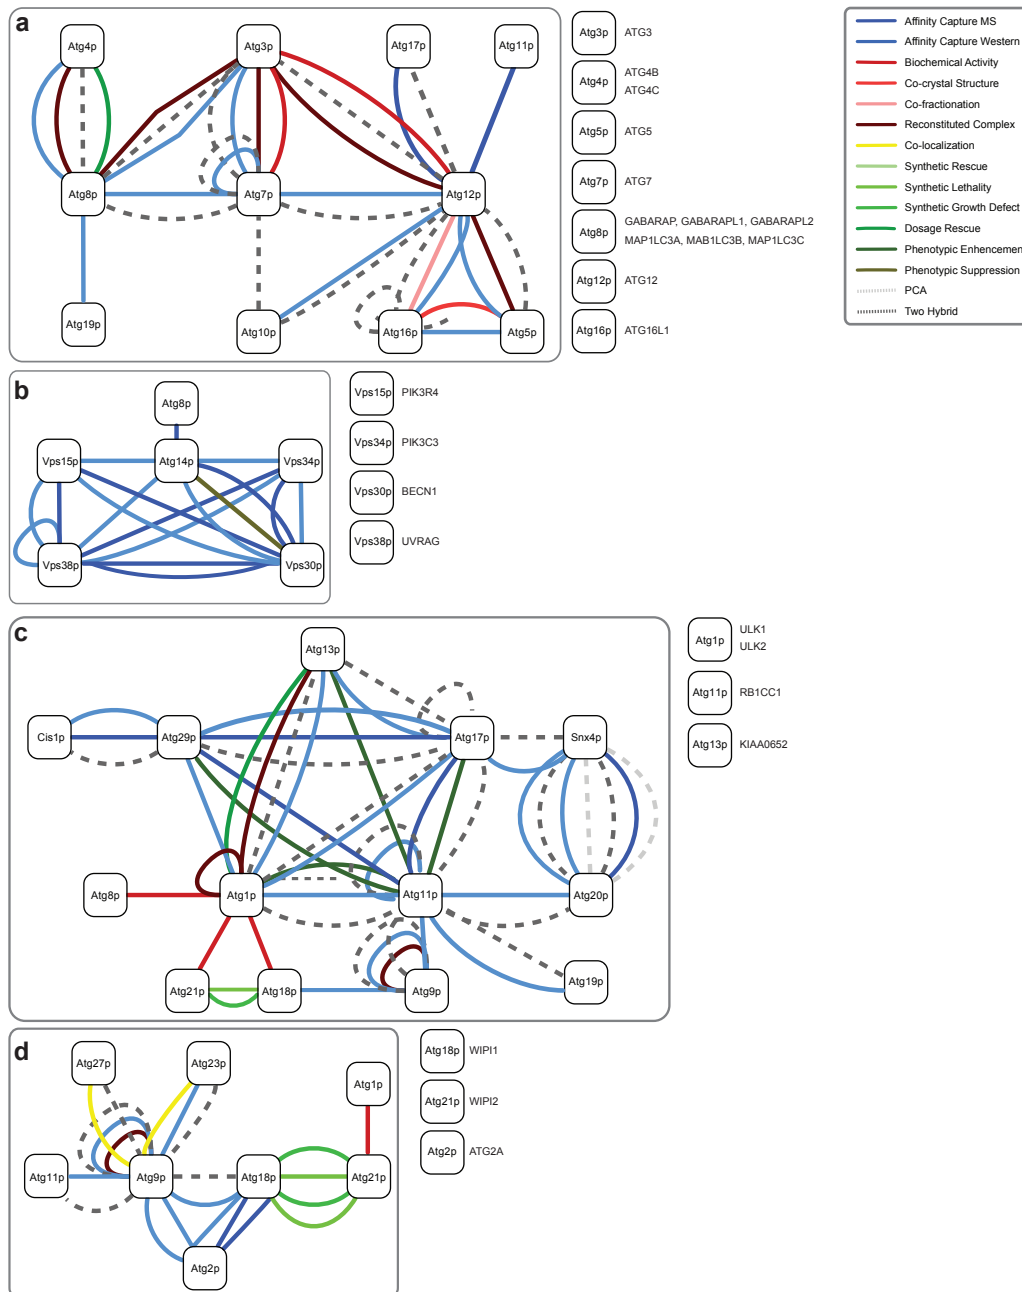 a
Atg4p
Atg3p
Atg17p
Atg11p
Atg8p
Atg7p
Atg12p
Atg19p
Atg10p
Atg16p
Atg5p
Atg3p ATG3
Atg4p ATG4B
ATG4C
Atg5p ATG5
Atg7p ATG7
Atg8p GABARAP, GABARAPL1, GABARAPL2
MAP1LC3A, MAB1LC3B, MAP1LC3C
Atg12p ATG12
Atg16p ATG16L1
Affinity Capture MS
Affinity Capture Western
Biochemical Activity
Co-crystal Structure
Co-fractionation
Reconstituted Complex
Co-localization
Synthetic Rescue
Synthetic Lethality
Synthetic Growth Defect
Dosage Rescue
Phenotypic Enhencement
Phenotypic Suppression
PCA
Two Hybrid
b
Atg8p
Vps15p
Atg14p
Vps34p
Vps38p
Vps30p
Vps15p PIK3R4
Vps34p PIK3C3
Vps30p BECN1
Vps38p UVRAG
c
Atg13p
Cis1p
Atg29p
Atg17p
Snx4p
Atg8p
Atg1p
Atg11p
Atg20p
Atg21p
Atg18p
Atg9p
Atg19p
Atg1p ULK1
ULK2
Atg11p RB1CC1
Atg13p KIAA0652
d
Atg27p
Atg23p
Atg1p
Atg11p
Atg9p
Atg18p
Atg21p
Atg2p
Atg18p WIPI1
Atg21p WIPI2
Atg2p ATG2A